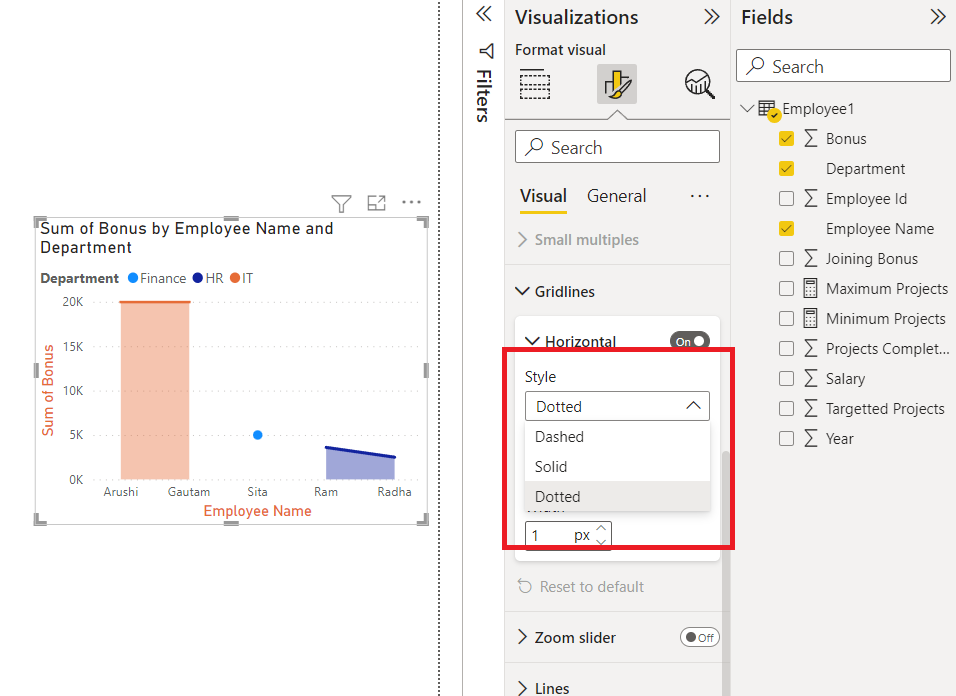 Sum of Bonus by Employee Name and
Department
Department Finance HR IT
20K
15K
10K
5K
0K
Sum of Bonus
Arushi Gautam Sita Ram Radha
Employee Name
Filters
Visualizations
Format visual
Search
Visual General
Small multiples
Gridlines
Horizontal On
Style
Dotted
Dashed
Solid
Dotted
Width
1 px
Reset to default
Zoom slider Off
Lines
Fields
Search
Employee1
Bonus
Department
Employee Id
Employee Name
Joining Bonus
Maximum Projects
Minimum Projects
Projects Complet...
Salary
Targetted Projects
Year